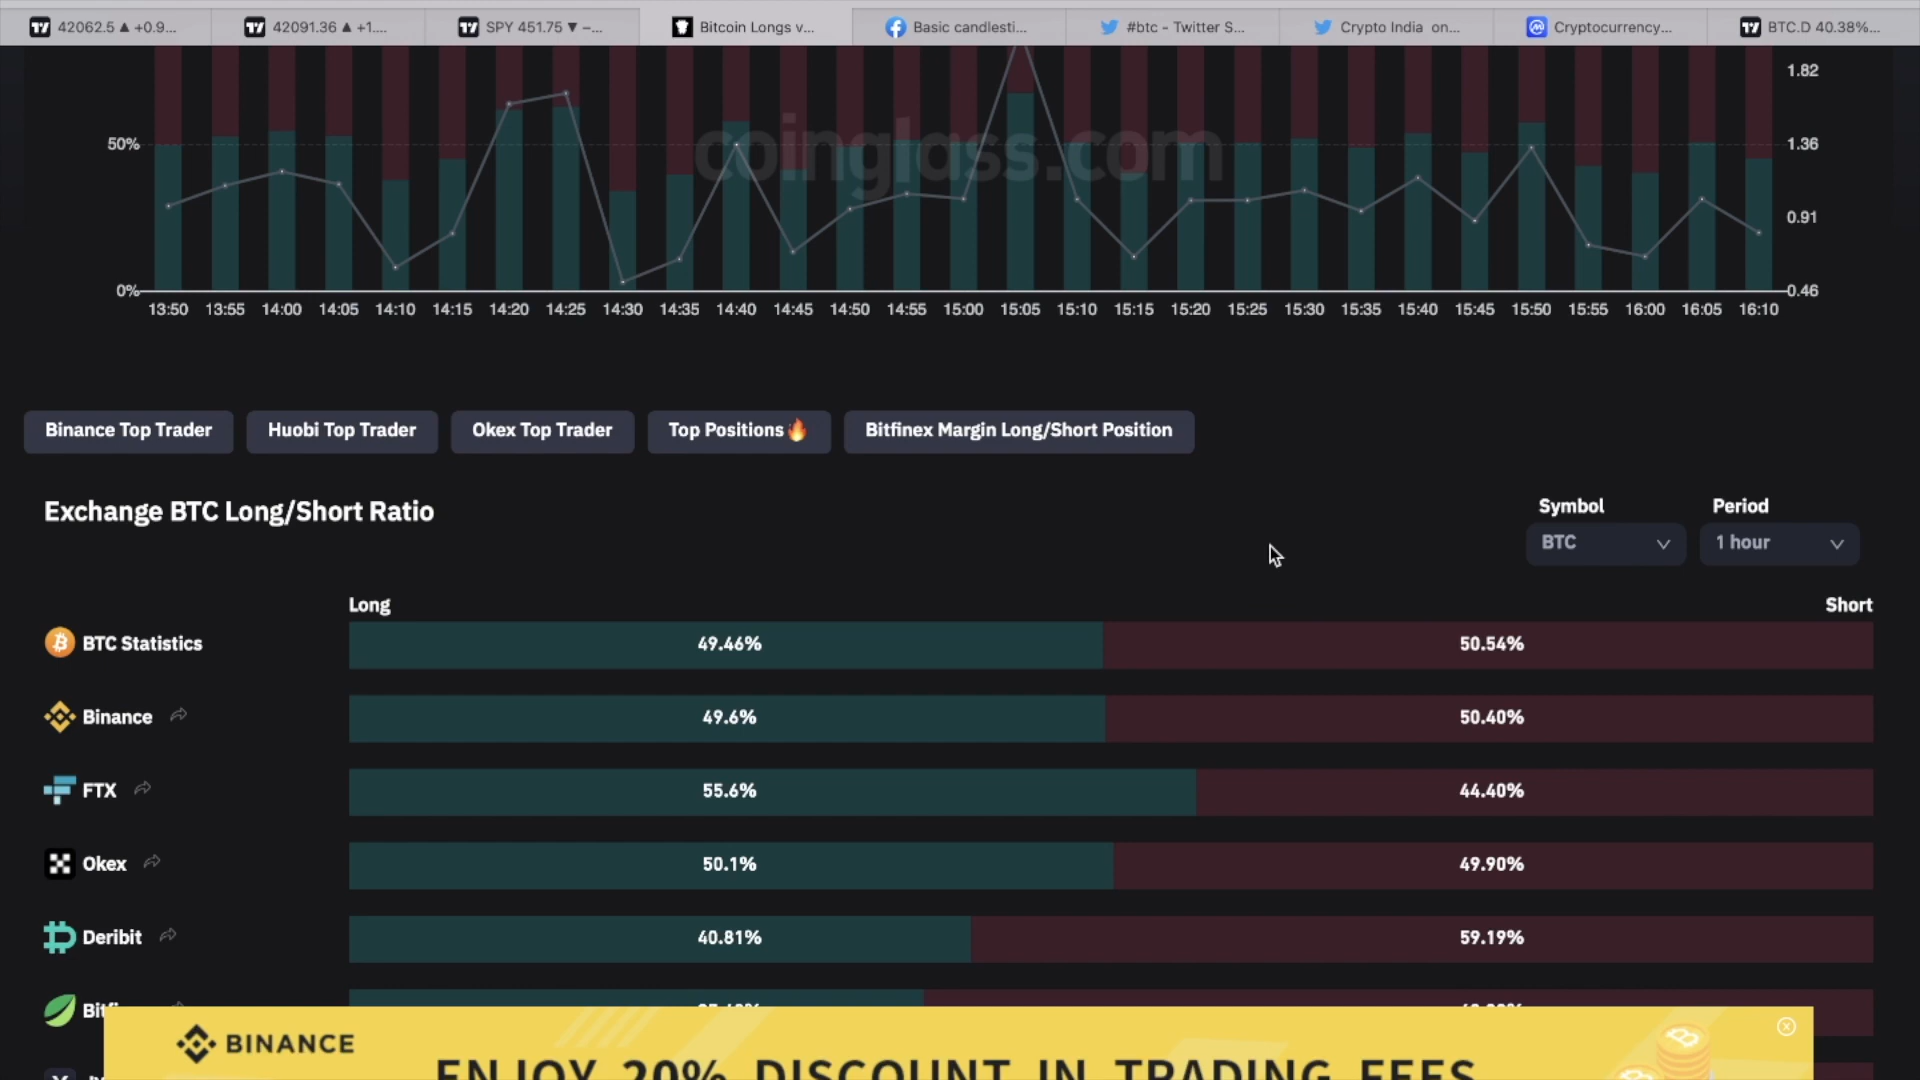 42062.5 ▲ +0.9...
42091.36 ▲ +1....
SPY 451.75 ▼ −...
Bitcoin Longs v...
Basic candlesti...
#btc - Twitter S...
Crypto India on...
Cryptocurrency...
BTC.D 40.38%...
1.82
50%
coinglass.com
1.36
0.91
0%
0.46
13:50 13:55 14:00 14:05 14:10 14:15 14:20 14:25 14:30 14:35 14:40 14:45 14:50 14:55 15:00 15:05 15:10 15:15 15:20 15:25 15:30 15:35 15:40 15:45 15:50 15:55 16:00 16:05 16:10
Binance Top Trader
Huobi Top Trader
Okex Top Trader
Top Positions🔥
Bitfinex Margin Long/Short Position
Exchange BTC Long/Short Ratio
Symbol
Period
BTC
1 hour
Long
Short
BTC Statistics
49.46%
50.54%
Binance
49.6%
50.40%
FTX
55.6%
44.40%
Okex
50.1%
49.90%
Deribit
40.81%
59.19%
BINANCE
ENJOY 20% DISCOUNT IN TRADING FEES